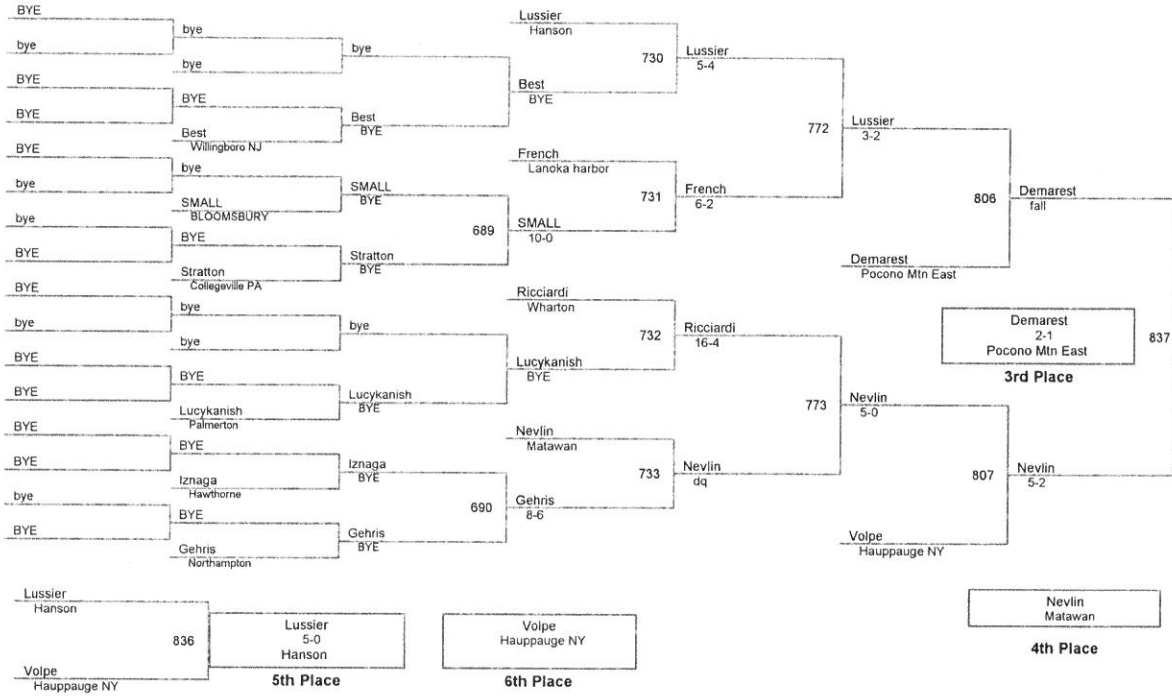 BYE
bye
BYE
BYE
BYE
bye
bye
BYE
BYE
bye
BYE
BYE
BYE
BYE
bye
BYE
bye
bye
BYE
Best
Willingboro NJ
bye
SMALL
BLOOMSBURY
BYE
Stratton
Collegeville PA
bye
bye
BYE
Lucykanish
Palmerton
BYE
Iznaga
Hawthorne
BYE
Gehris
Northampton
bye
Best
BYE
SMALL
BYE
689
Stratton
BYE
bye
Lucykanish
BYE
Iznaga
BYE
690
Gehris
BYE
Lussier
Hanson
730
Best
BYE
French
Lanoka harbor
731
SMALL
10-0
Ricciardi
Wharton
732
Lucykanish
BYE
Nevlin
Matawan
733
Gehris
8-6
Lussier
5-4
772
French
6-2
Ricciardi
16-4
773
Nevlin
dq
Lussier
3-2
806
Demarest
Pocono Mtn East
Nevlin
5-0
807
Volpe
Hauppauge NY
Demarest
fall
Demarest
2-1
Pocono Mtn East
837
3rd Place
Nevlin
5-2
Lussier
Hanson
836
Volpe
Hauppauge NY
Lussier
5-0
Hanson
5th Place
Volpe
Hauppauge NY
6th Place
Nevlin
Matawan
4th Place